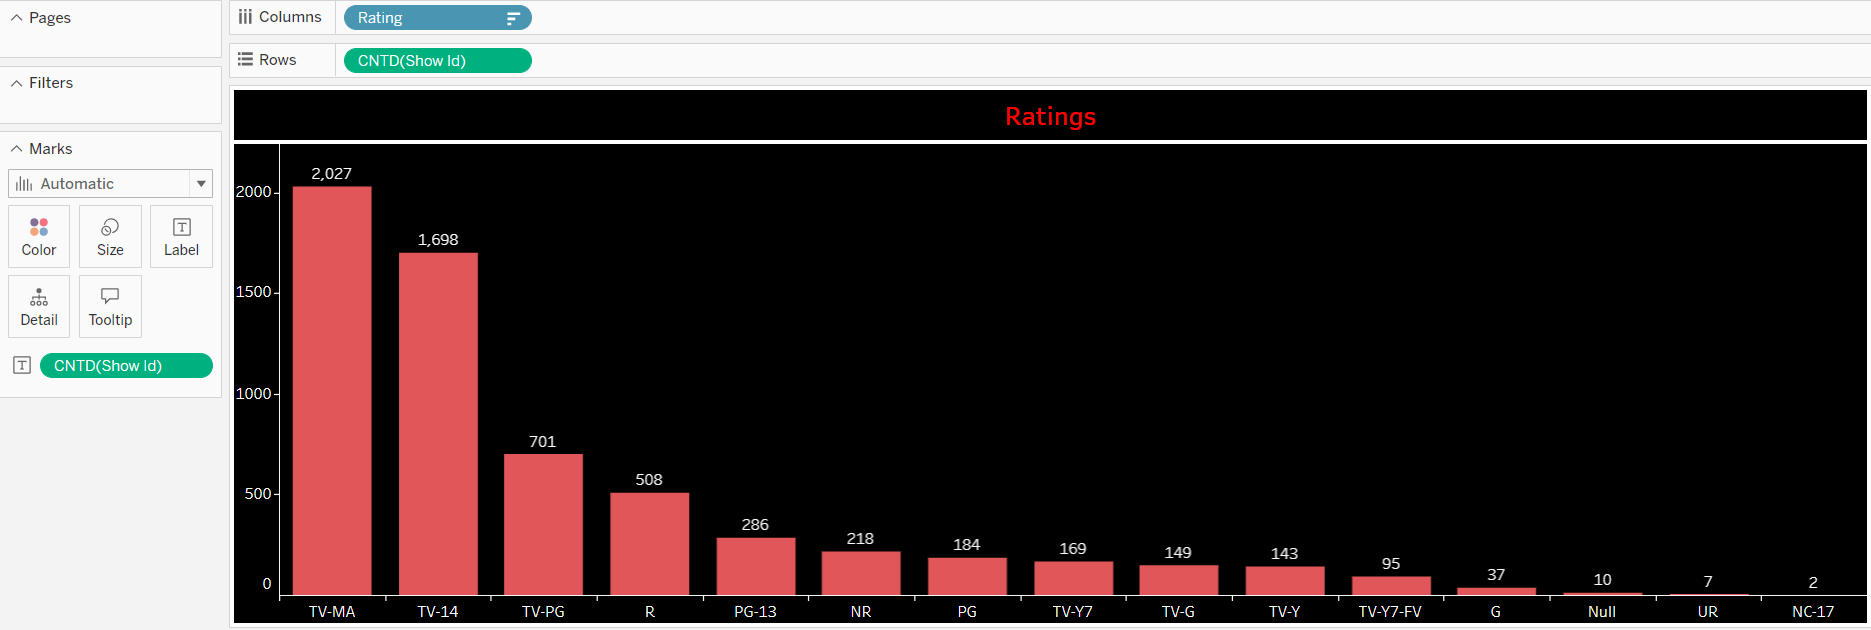 Pages
Columns
Rating
Rows
CNTD(Show Id)
Filters
Marks
Automatic
Color
Size
Label
Detail
Tooltip
CNTD(Show Id)
Ratings
2000
1500
1000
500
0
2,027
1,698
701
508
286
218
184
169
149
143
95
37
10
7
2
TV-MA
TV-14
TV-PG
R
PG-13
NR
PG
TV-Y7
TV-G
TV-Y
TV-Y7-FV
G
Null
UR
NC-17